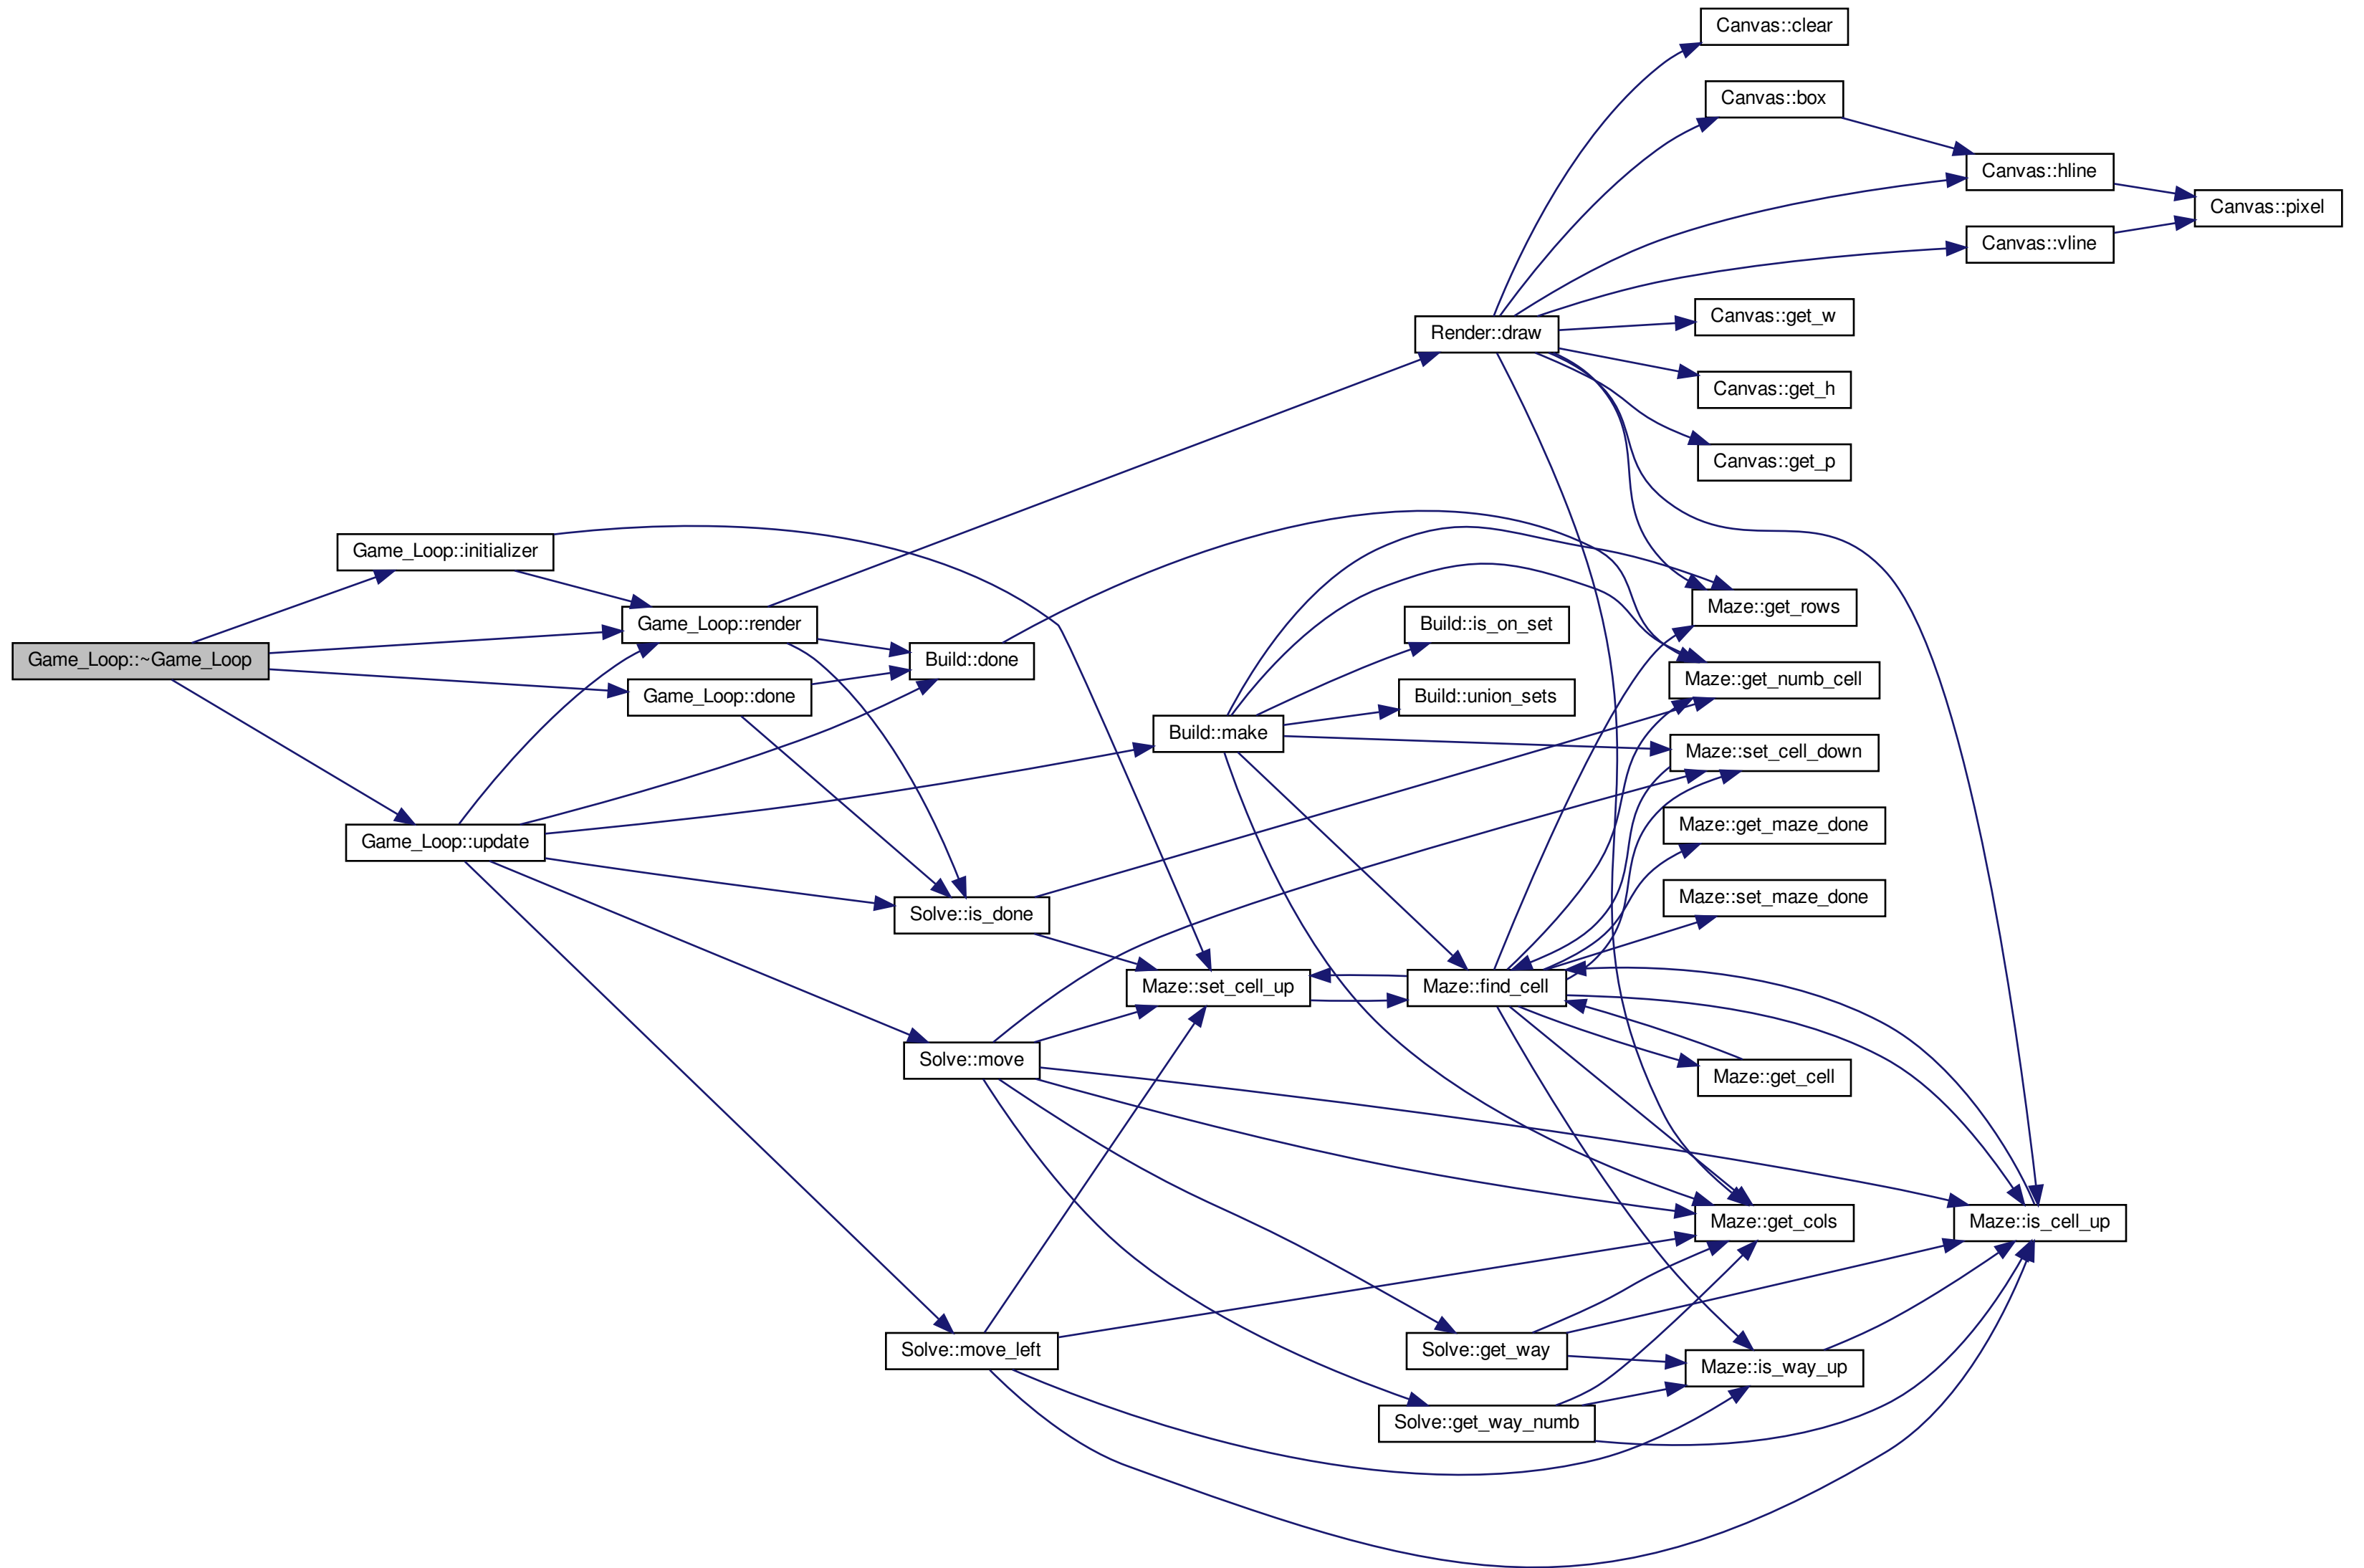 Canvas::clear
Canvas::box
Canvas::hline
Canvas::pixel
Canvas::vline
Canvas::get_w
Render::draw
Canvas::get_h
Canvas::get_p
Game_Loop::initializer
Maze::get_rows
Game_Loop::render
Build::is_on_set
Game_Loop::~Game_Loop
Build::done
Maze::get_numb_cell
Game_Loop::done
Build::union_sets
Build::make
Maze::set_cell_down
Maze::get_maze_done
Game_Loop::update
Maze::set_maze_done
Solve::is_done
Maze::set_cell_up
Maze::find_cell
Solve::move
Maze::get_cell
Maze::get_cols
Maze::is_cell_up
Solve::move_left
Solve::get_way
Maze::is_way_up
Solve::get_way_numb